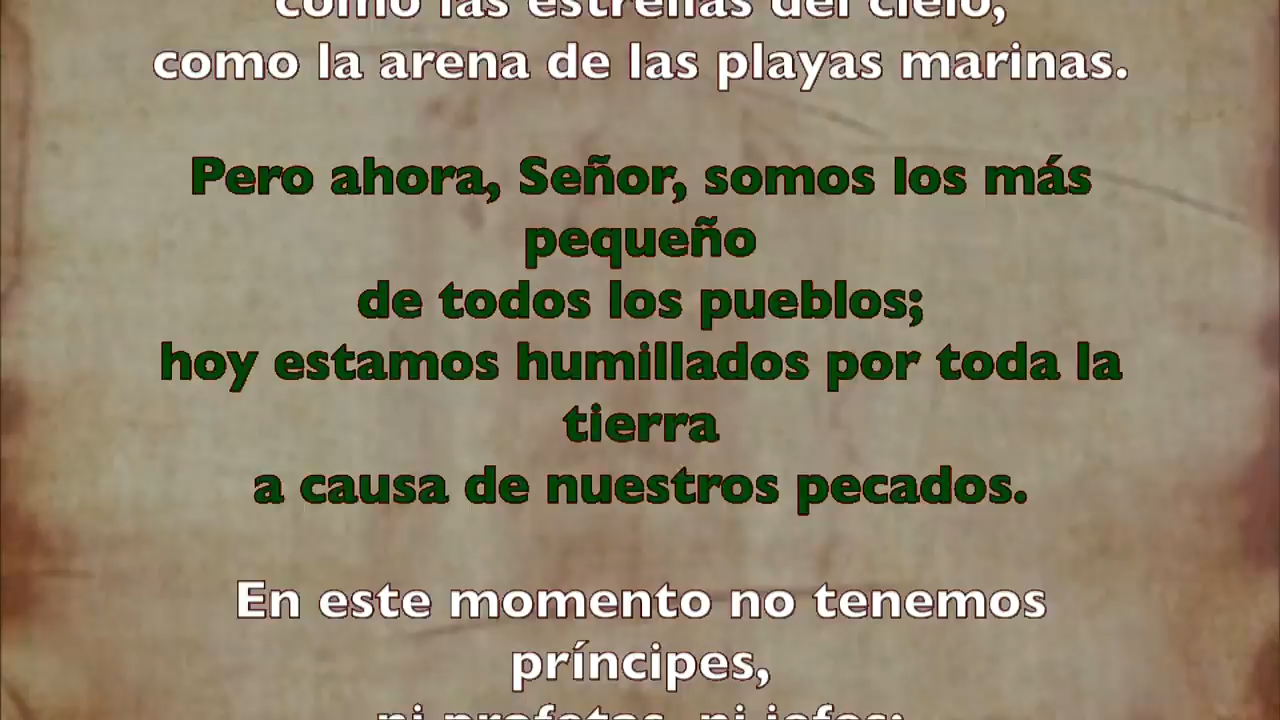 como las estrellas del cielo,
como la arena de las playas marinas.
Pero ahora, Señor, somos los más
pequeño
de todos los pueblos;
hoy estamos humillados por toda la
tierra
a causa de nuestros pecados.
En este momento no tenemos
príncipes,
ni profetas, ni jefes;